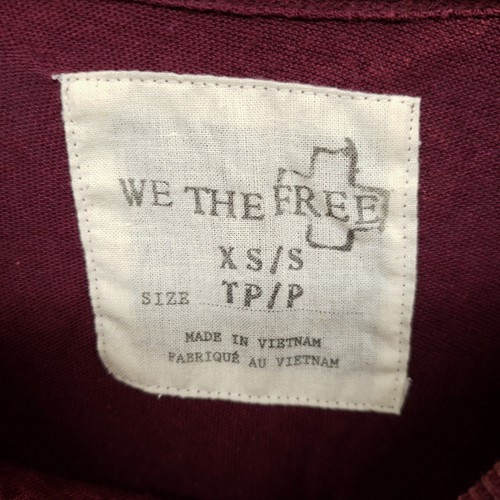 WE THE FREE
XS/S
SIZE TP/P
MADE IN VIETNAM
FABRIQUÉ AU VIETNAM